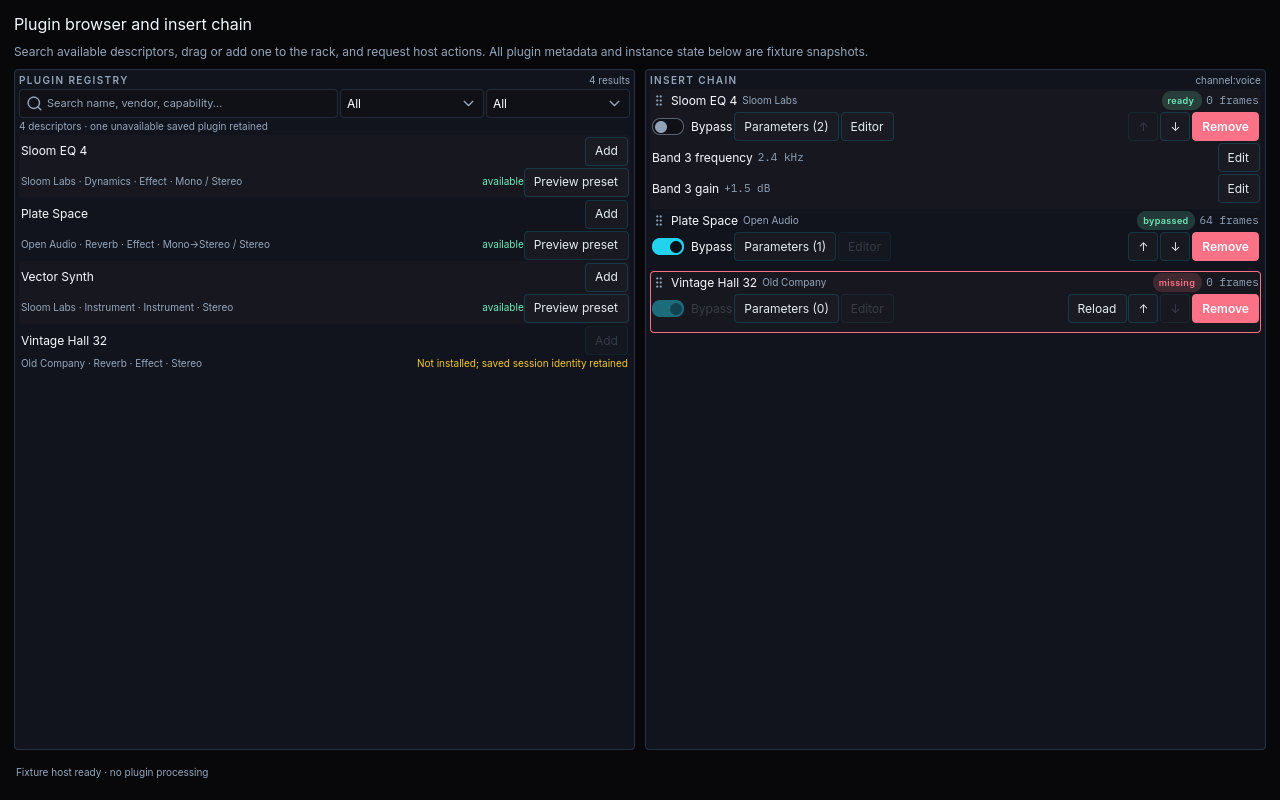 Plugin browser and insert chain
Search available descriptors, drag or add one to the rack, and request host actions. All plugin metadata and instance state below are fixture snapshots.
PLUGIN REGISTRY 4 results
Search name, vendor, capability... All All
4 descriptors · one unavailable saved plugin retained
Sloom EQ 4 Add
Sloom Labs · Dynamics · Effect · Mono / Stereo available Preview preset
Plate Space Add
Open Audio · Reverb · Effect · Mono→Stereo / Stereo available Preview preset
Vector Synth Add
Sloom Labs · Instrument · Instrument · Stereo available Preview preset
Vintage Hall 32 Add
Old Company · Reverb · Effect · Stereo Not installed; saved session identity retained
INSERT CHAIN channel:voice
Sloom EQ 4 Sloom Labs ready 0 frames
Bypass Parameters (2) Editor ↑ ↓ Remove
Band 3 frequency 2.4 kHz Edit
Band 3 gain +1.5 dB Edit
Plate Space Open Audio bypassed 64 frames
Bypass Parameters (1) Editor ↑ ↓ Remove
Vintage Hall 32 Old Company missing 0 frames
Bypass Parameters (0) Editor Reload ↑ ↓ Remove
Fixture host ready · no plugin processing